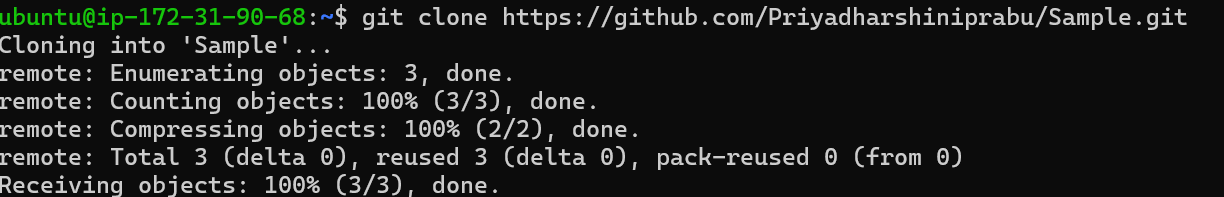 ubuntu@ip-172-31-90-68:~$ git clone https://github.com/Priyadharshiniprabu/Sample.git
Cloning into 'Sample'...
remote: Enumerating objects: 3, done.
remote: Counting objects: 100% (3/3), done.
remote: Compressing objects: 100% (2/2), done.
remote: Total 3 (delta 0), reused 3 (delta 0), pack-reused 0 (from 0)
Receiving objects: 100% (3/3), done.